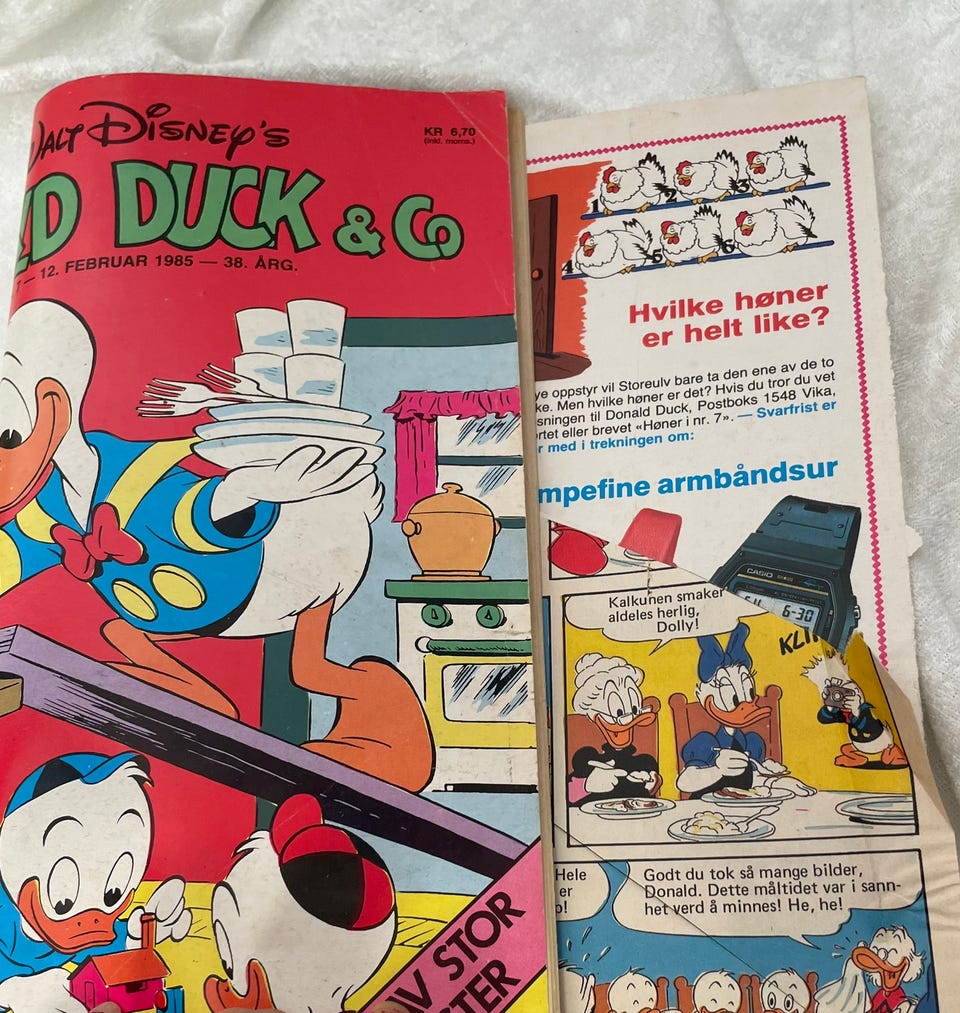 WALT DISNEY'S
KR 6,70
(inkl. moms.)
LD DUCK & Co
7 — 12. FEBRUAR 1985 — 38. ÅRG.
1 2 3
4 5 6
Hvilke høner
er helt like?
ye oppstyr vil Storeulv bare ta den ene av de to
ke. Men hvilke høner er det? Hvis du tror du vet
sningen til Donald Duck, Postboks 1548 Vika,
rtet eller brevet «Høner i nr. 7». — Svarfrist er
r med i trekningen om:
mpefine armbåndsur
CASIO
6-30
Kalkunen smaker
aldeles herlig,
Dolly!
KLI
Hele
er
o!
Godt du tok så mange bilder,
Donald. Dette måltidet var i sann-
het verd å minnes! He, he!
IV STOR
STER